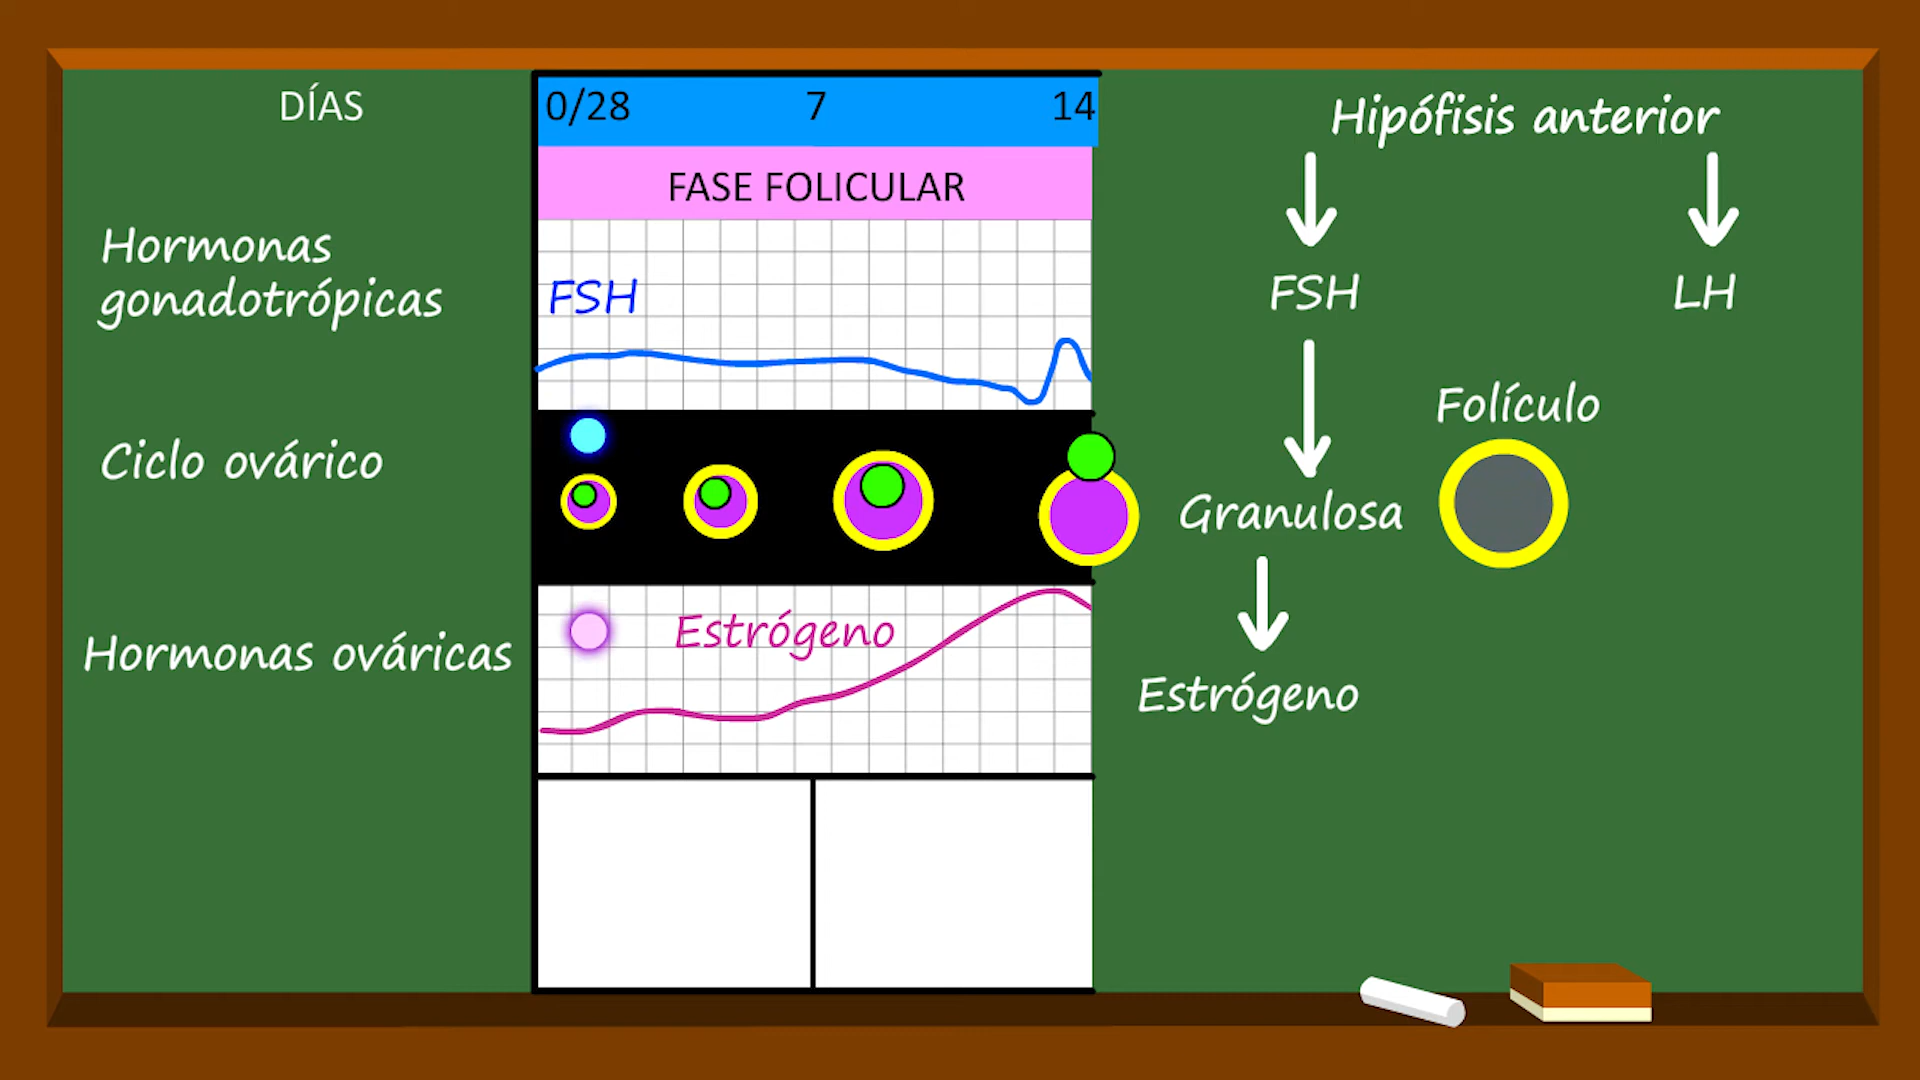 DÍAS
0/28 7 14
FASE FOLICULAR
Hormonas
gonadotrópicas
FSH
Ciclo ovárico
Hormonas ováricas
Estrógeno
Hipófisis anterior
FSH
LH
Folículo
Granulosa
Estrógeno